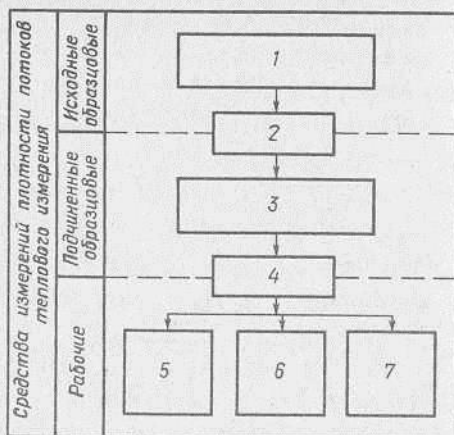 Средства измерений плотности потоков
теплового измерения
Исходные
образцовые
Подчиненные
образцовые
Рабочие
1
2
3
4
5
6
7